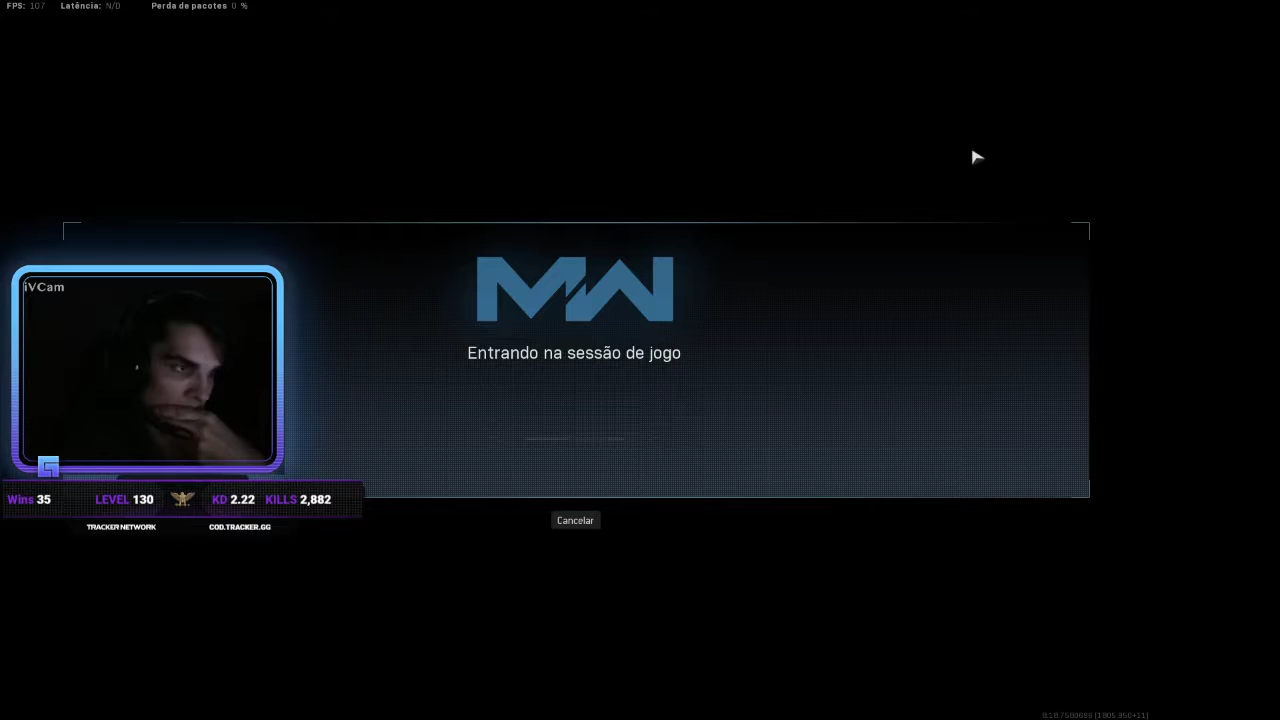 FPS: 107 Latência: N/D Perda de pacotes 0 %
iVCam
MW
Entrando na sessão de jogo
Wins 35 LEVEL 130 KD 2.22 KILLS 2,882
TRACKER NETWORK COD.TRACKER.GG
Cancelar